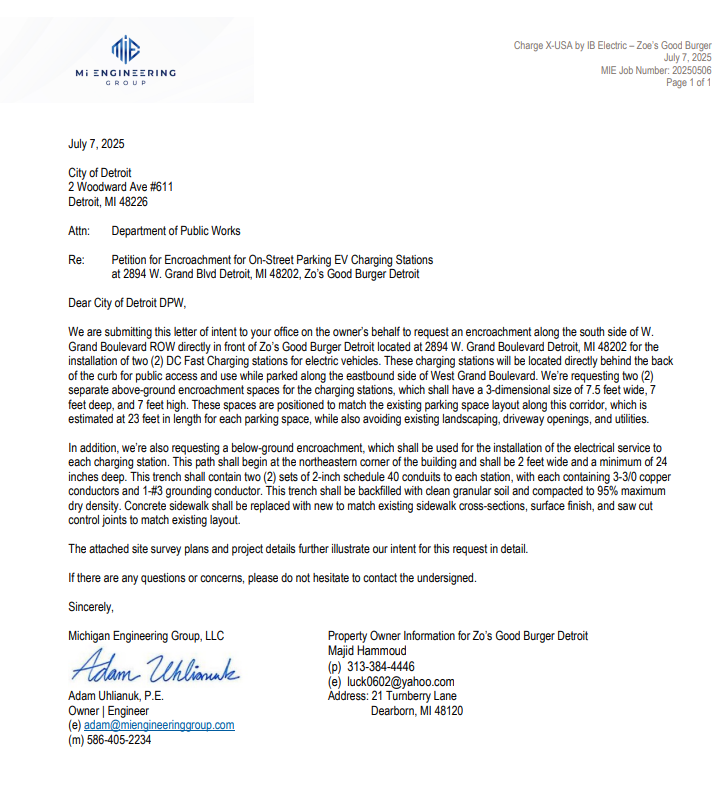 MiENGINEERING
GROUP
Charge X-USA by IB Electric – Zoe's Good Burger
July 7, 2025
MIE Job Number: 20250506
Page 1 of 1
July 7, 2025
City of Detroit
2 Woodward Ave #611
Detroit, MI 48226
Attn: Department of Public Works
Re: Petition for Encroachment for On-Street Parking EV Charging Stations
at 2894 W. Grand Blvd Detroit, MI 48202, Zo's Good Burger Detroit
Dear City of Detroit DPW,
We are submitting this letter of intent to your office on the owner's behalf to request an encroachment along the south side of W.
Grand Boulevard ROW directly in front of Zo's Good Burger Detroit located at 2894 W. Grand Boulevard Detroit, MI 48202 for the
installation of two (2) DC Fast Charging stations for electric vehicles. These charging stations will be located directly behind the back
of the curb for public access and use while parked along the eastbound side of West Grand Boulevard. We're requesting two (2)
separate above-ground encroachment spaces for the charging stations, which shall have a 3-dimensional size of 7.5 feet wide, 7
feet deep, and 7 feet high. These spaces are positioned to match the existing parking space layout along this corridor, which is
estimated at 23 feet in length for each parking space, while also avoiding existing landscaping, driveway openings, and utilities.
In addition, we're also requesting a below-ground encroachment, which shall be used for the installation of the electrical service to
each charging station. This path shall begin at the northeastern corner of the building and shall be 2 feet wide and a minimum of 24
inches deep. This trench shall contain two (2) sets of 2-inch schedule 40 conduits to each station, with each containing 3-3/0 copper
conductors and 1-#3 grounding conductor. This trench shall be backfilled with clean granular soil and compacted to 95% maximum
dry density. Concrete sidewalk shall be replaced with new to match existing sidewalk cross-sections, surface finish, and saw cut
control joints to match existing layout.
The attached site survey plans and project details further illustrate our intent for this request in detail.
If there are any questions or concerns, please do not hesitate to contact the undersigned.
Sincerely,
Michigan Engineering Group, LLC
Adam Uhlianuk
Adam Uhlianuk, P.E.
Owner | Engineer
(e) adam@miengineeringgroup.com
(m) 586-405-2234
Property Owner Information for Zo's Good Burger Detroit
Majid Hammoud
(p) 313-384-4446
(e) luck0602@yahoo.com
Address: 21 Turnberry Lane
Dearborn, MI 48120